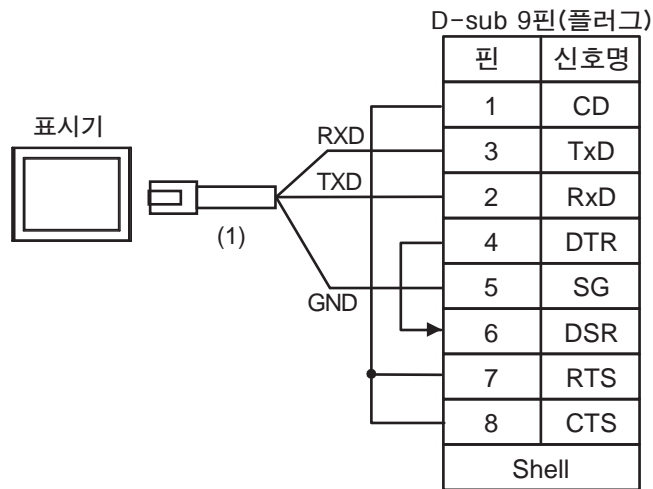 D-sub 9핀(플러그)
핀 신호명
1 CD
표시기
RXD
3 TxD
TXD
2 RxD
(1)
4 DTR
GND
5 SG
6 DSR
7 RTS
8 CTS
Shell